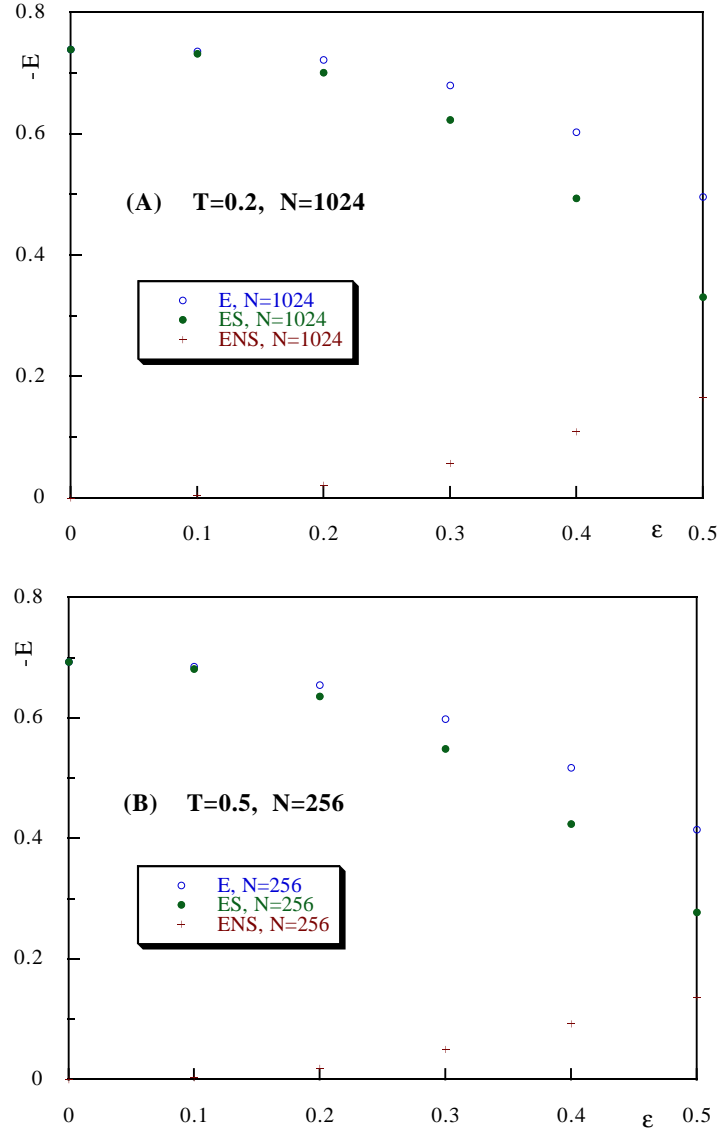 0.8
-E
0.6
(A) T=0.2, N=1024
0.4
E, N=1024
ES, N=1024
ENS, N=1024
0.2
0
0 0.1 0.2 0.3 0.4 ε 0.5
0.8
-E
0.6
(B) T=0.5, N=256
0.4
E, N=256
ES, N=256
ENS, N=256
0.2
0
0 0.1 0.2 0.3 0.4 ε 0.5